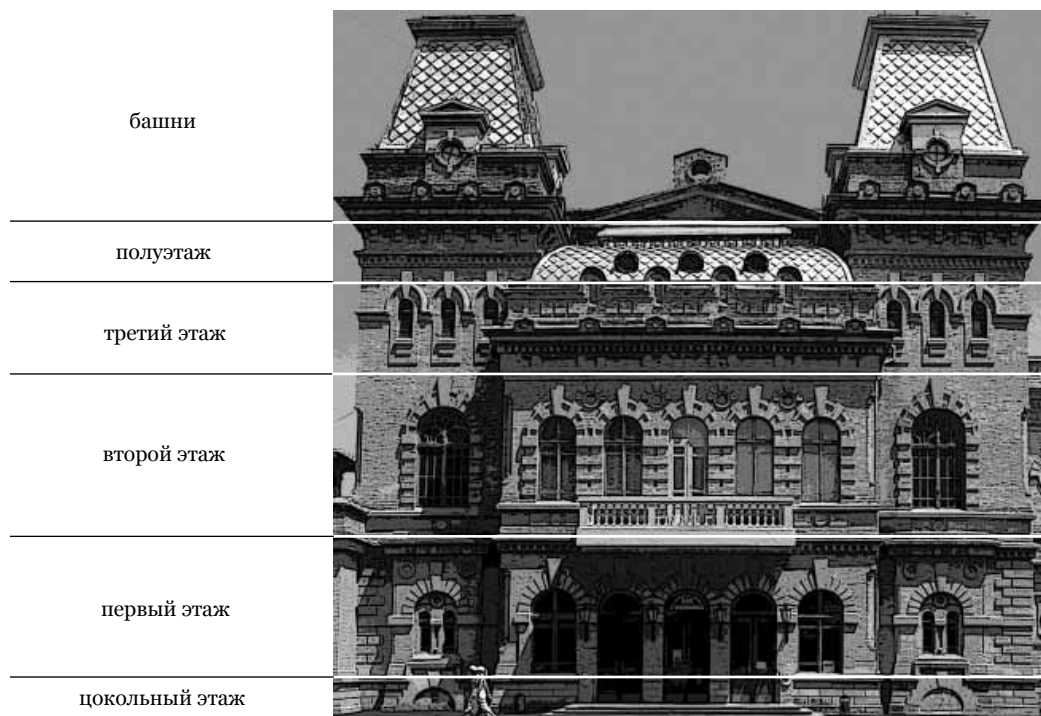 башни
полуэтаж
третий этаж
второй этаж
первый этаж
цокольный этаж